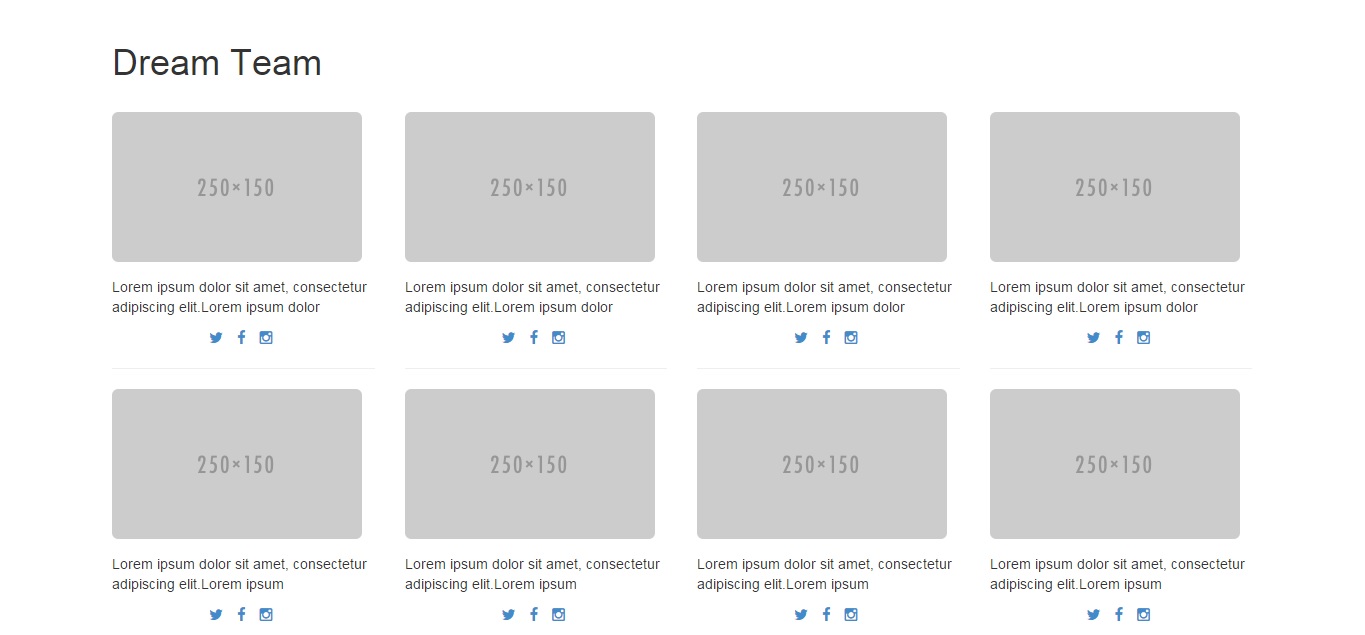 Dream Team
250×150 250×150 250×150 250×150
Lorem ipsum dolor sit amet, consectetur
adipiscing elit.Lorem ipsum dolor
Lorem ipsum dolor sit amet, consectetur
adipiscing elit.Lorem ipsum dolor
Lorem ipsum dolor sit amet, consectetur
adipiscing elit.Lorem ipsum dolor
Lorem ipsum dolor sit amet, consectetur
adipiscing elit.Lorem ipsum dolor
250×150 250×150 250×150 250×150
Lorem ipsum dolor sit amet, consectetur
adipiscing elit.Lorem ipsum
Lorem ipsum dolor sit amet, consectetur
adipiscing elit.Lorem ipsum
Lorem ipsum dolor sit amet, consectetur
adipiscing elit.Lorem ipsum
Lorem ipsum dolor sit amet, consectetur
adipiscing elit.Lorem ipsum